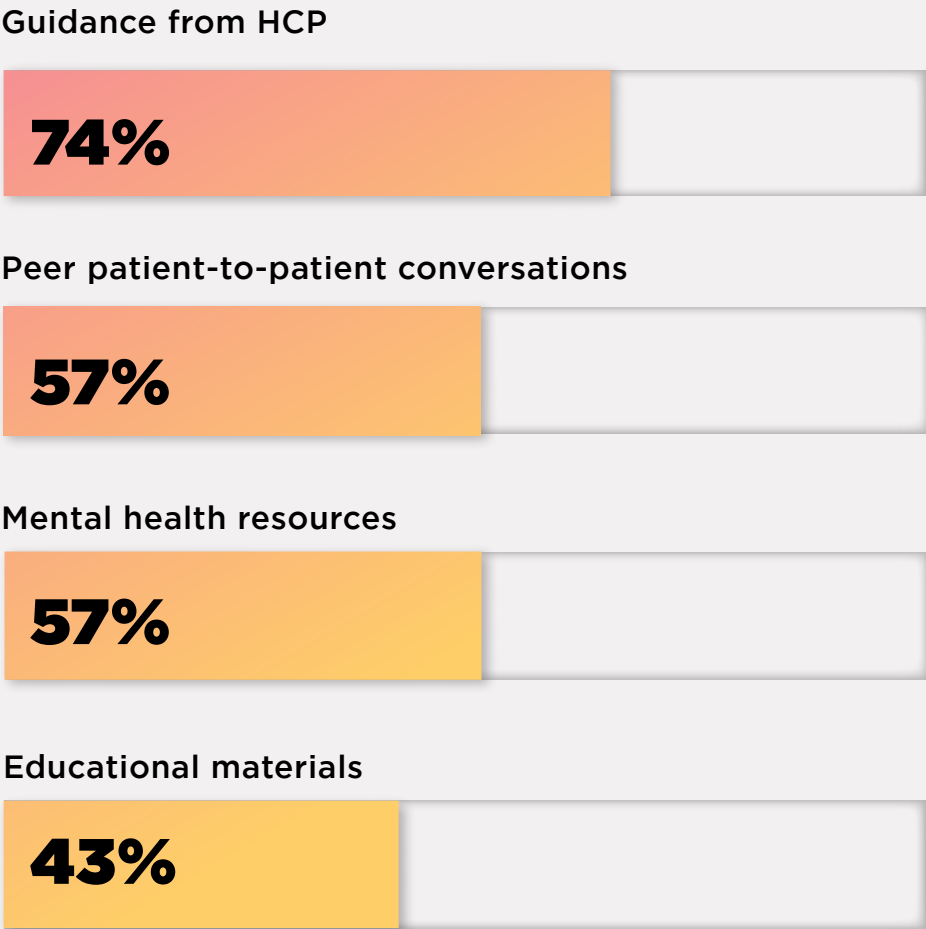 Guidance from HCP
74%
Peer patient-to-patient conversations
57%
Mental health resources
57%
Educational materials
43%